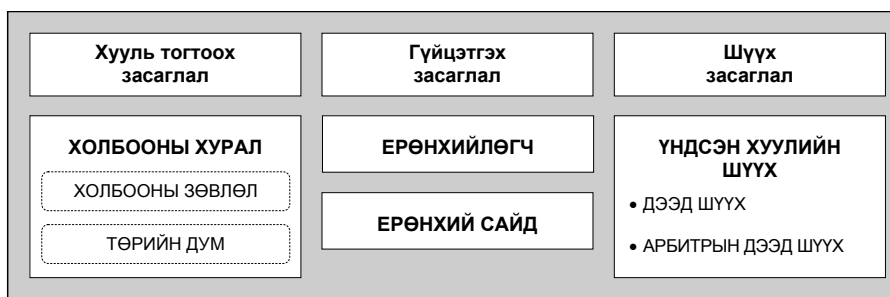 Хууль тогтоох
засаглал
Гүйцэтгэх
засаглал
Шүүх
засаглал
ХОЛБООНЫ ХУРАЛ
ХОЛБООНЫ ЗӨВЛӨЛ
ТӨРИЙН ДУМ
ЕРӨНХИЙЛӨГЧ
ЕРӨНХИЙ САЙД
ҮНДСЭН ХУУЛИЙН
ШҮҮХ
• ДЭЭД ШҮҮХ
• АРБИТРЫН ДЭЭД ШҮҮХ